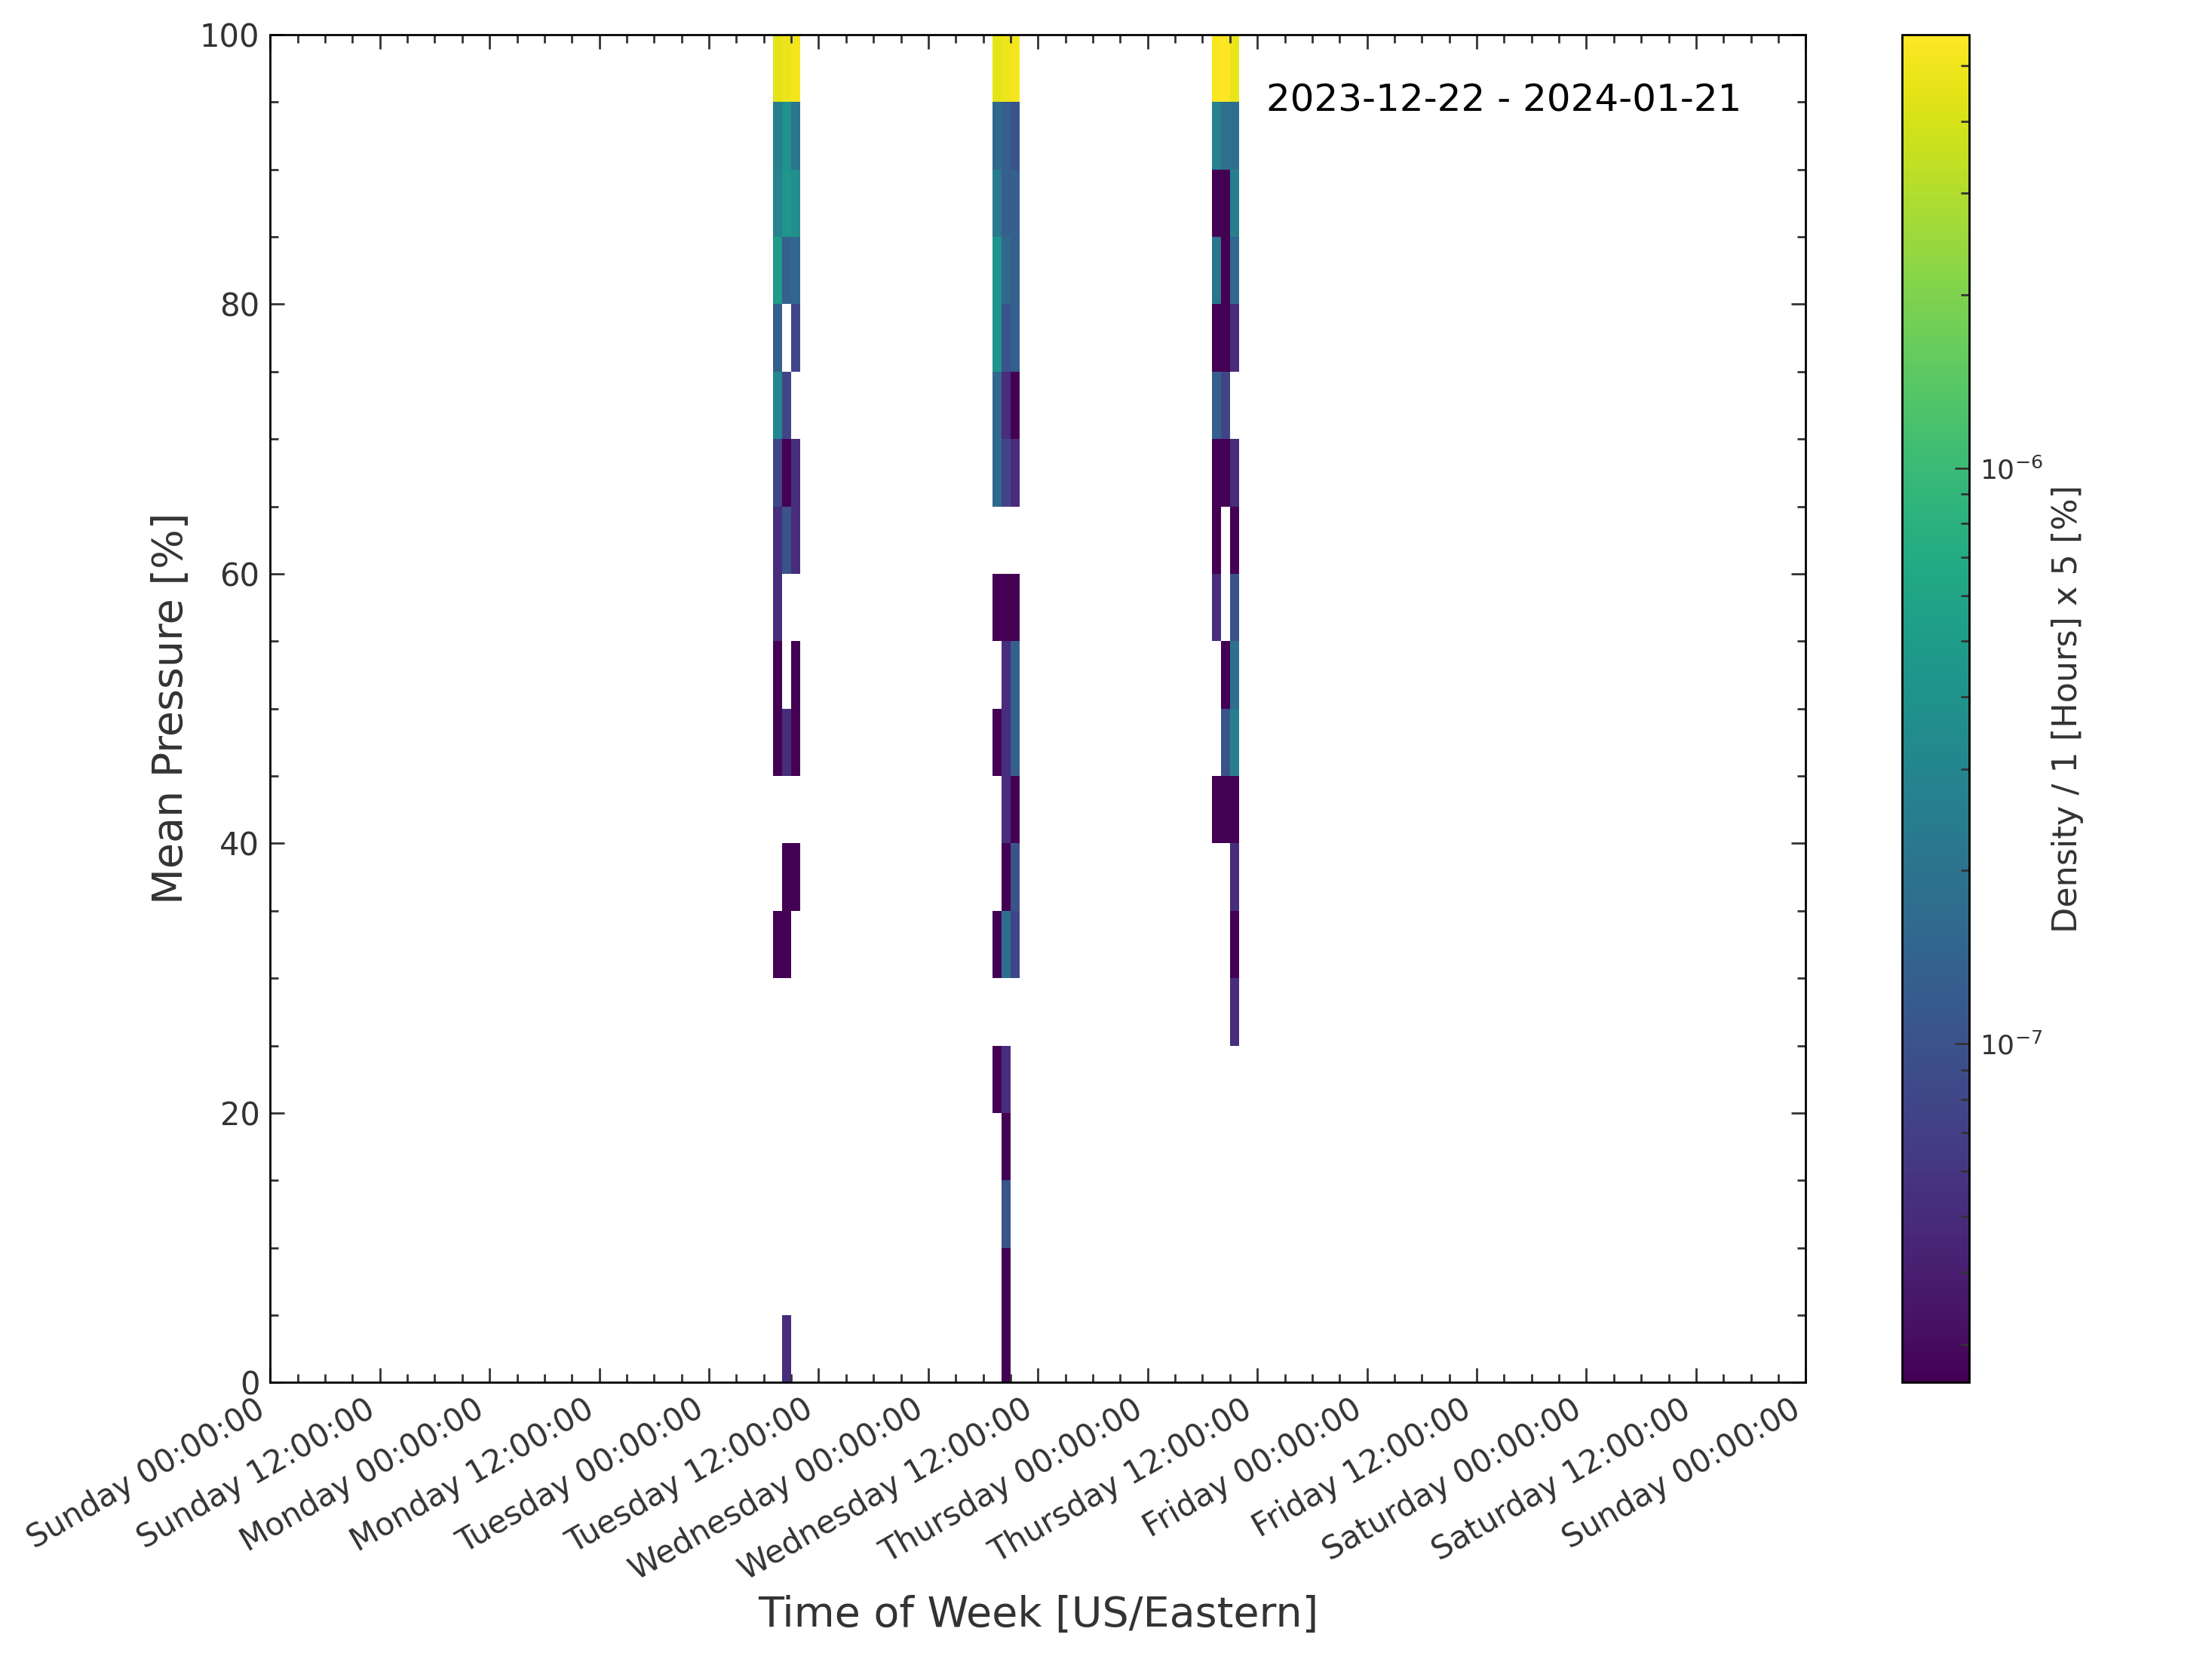 2023-12-22 - 2024-01-21
100
80
60
40
20
0
Mean Pressure [%]
Sunday 00:00:00
Sunday 12:00:00
Monday 00:00:00
Monday 12:00:00
Tuesday 00:00:00
Tuesday 12:00:00
Wednesday 00:00:00
Wednesday 12:00:00
Thursday 00:00:00
Thursday 12:00:00
Friday 00:00:00
Friday 12:00:00
Saturday 00:00:00
Saturday 12:00:00
Sunday 00:00:00
Time of Week [US/Eastern]
10⁻⁶
10⁻⁷
Density / 1 [Hours] x 5 [%]